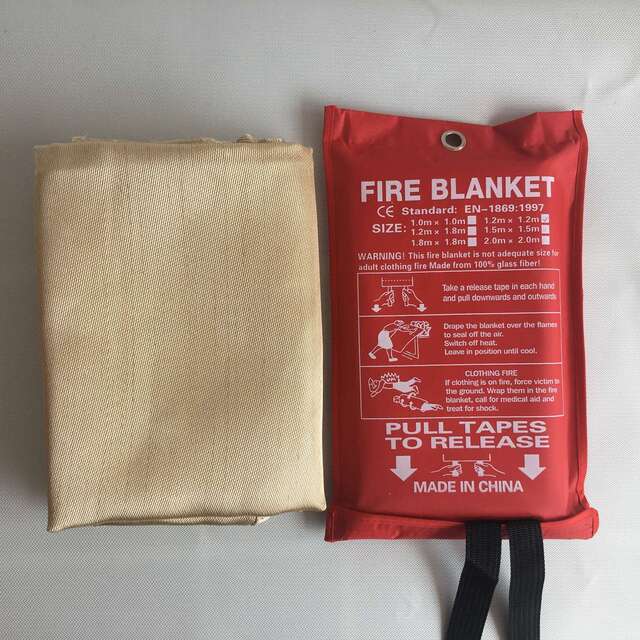 FIRE BLANKET
CE Standard: EN-1869:1997
SIZE:
1.0m × 1.0m 1.2m × 1.2m
1.2m × 1.8m 1.5m × 1.5m
1.8m × 1.8m 2.0m × 2.0m
WARNING! This fire blanket is not adequate size for
adult clothing fire Made from 100% glass fiber!
Take a release tape in each hand
and pull downwards and outwards
Drape the blanket over the flames
to seal off the air.
Switch off heat.
Leave in position until cool.
CLOTHING FIRE
If clothing is on fire, force victim to
the ground. Wrap them in the fire
blanket, call for medical aid and
treat for shock.
PULL TAPES
TO RELEASE
MADE IN CHINA